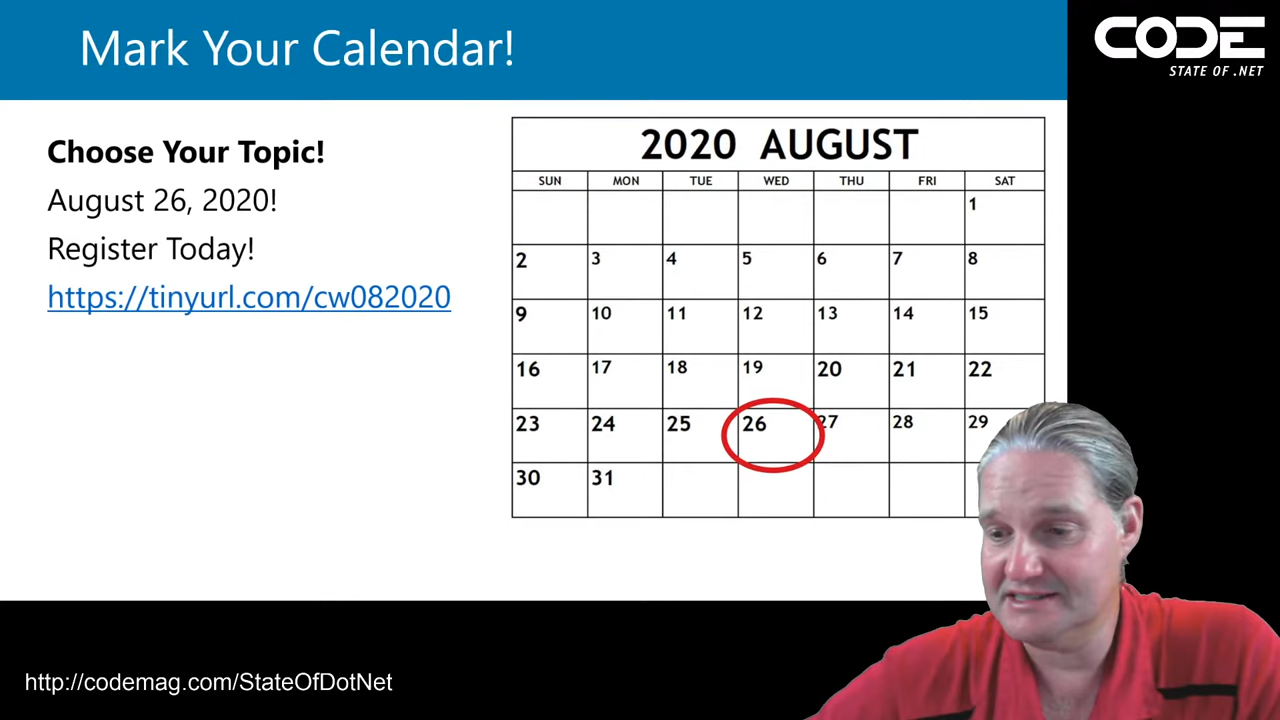 Mark Your Calendar!
CODE
STATE OF .NET
Choose Your Topic!
August 26, 2020!
Register Today!
https://tinyurl.com/cw082020
2020 AUGUST
SUN MON TUE WED THU FRI SAT
1
2 3 4 5 6 7 8
9 10 11 12 13 14 15
16 17 18 19 20 21 22
23 24 25 26 27 28 29
30 31
http://codemag.com/StateOfDotNet